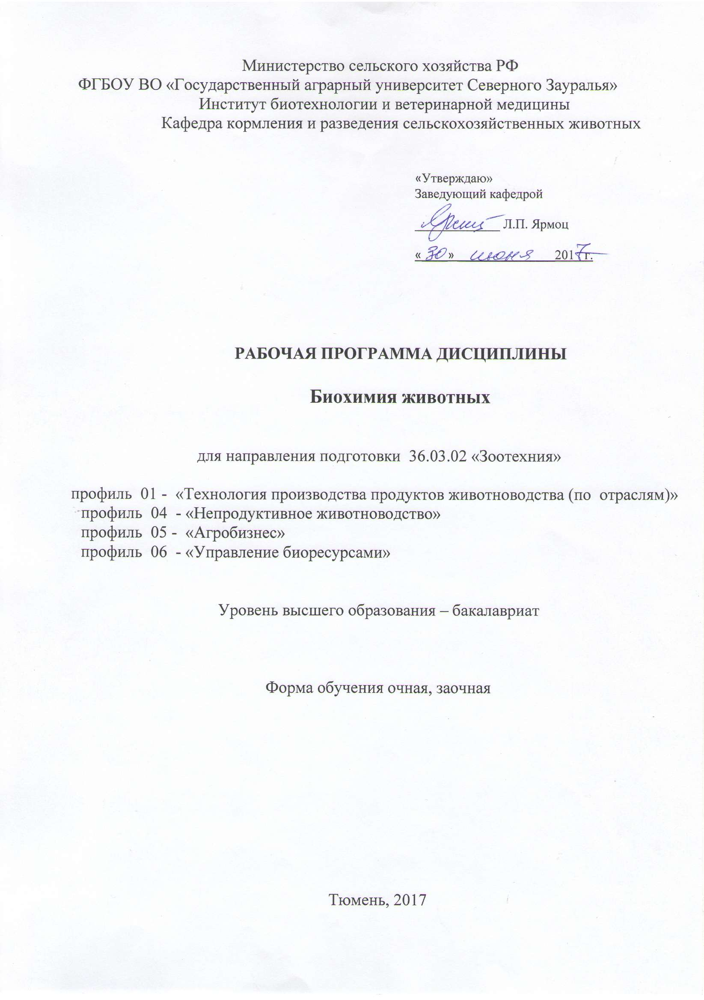 Министерство сельского хозяйства РФ
ФГБОУ ВО «Государственный аграрный университет Северного Зауралья»
Институт биотехнологии и ветеринарной медицины
Кафедра кормления и разведения сельскохозяйственных животных
«Утверждаю»
Заведующий кафедрой
Л.П. Ярмоц
«30» июня 2017 г.
РАБОЧАЯ ПРОГРАММА ДИСЦИПЛИНЫ
Биохимия животных
для направления подготовки 36.03.02 «Зоотехния»
профиль 01 - «Технология производства продуктов животноводства (по отраслям)»
профиль 04 - «Непродуктивное животноводство»
профиль 05 - «Агробизнес»
профиль 06 - «Управление биоресурсами»
Уровень высшего образования – бакалавриат
Форма обучения очная, заочная
Тюмень, 2017